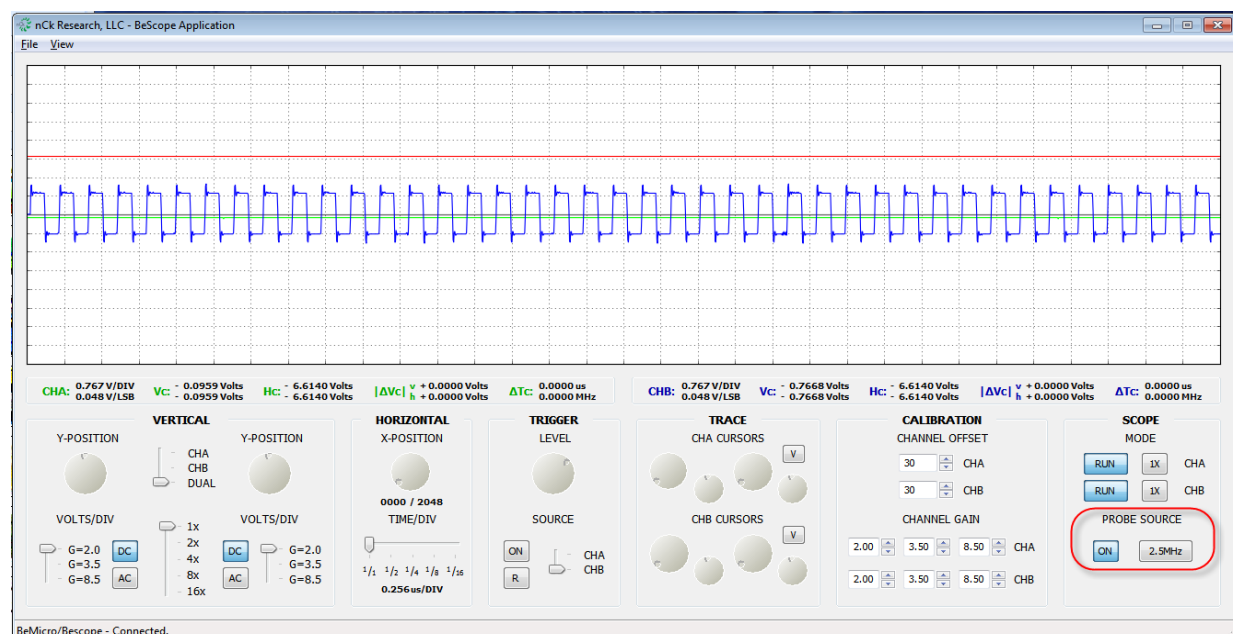 nCk Research, LLC - BeScope Application
File View
CHA: 0.767 V/DIV 0.048 V/LSB Vc: - 0.0959 Volts - 0.0959 Volts Hc: - 6.6140 Volts - 6.6140 Volts |ΔVc| v + 0.0000 Volts h + 0.0000 Volts ΔTc: 0.0000 us 0.0000 MHz
CHB: 0.767 V/DIV 0.048 V/LSB Vc: - 0.7668 Volts - 0.7668 Volts Hc: - 6.6140 Volts - 6.6140 Volts |ΔVc| v + 0.0000 Volts h + 0.0000 Volts ΔTc: 0.0000 us 0.0000 MHz
VERTICAL
Y-POSITION
CHA
CHB
DUAL
Y-POSITION
VOLTS/DIV
G=2.0
G=3.5
G=8.5
DC
AC
1x
2x
4x
8x
16x
VOLTS/DIV
DC
AC
G=2.0
G=3.5
G=8.5
HORIZONTAL
X-POSITION
0000 / 2048
TIME/DIV
1/1 1/2 1/4 1/8 1/16
0.256us/DIV
TRIGGER
LEVEL
SOURCE
ON
R
CHA
CHB
TRACE
CHA CURSORS
V
CHB CURSORS
V
CALIBRATION
CHANNEL OFFSET
30 CHA
30 CHB
CHANNEL GAIN
2.00 3.50 8.50 CHA
2.00 3.50 8.50 CHB
SCOPE
MODE
RUN 1X CHA
RUN 1X CHB
PROBE SOURCE
ON 2.5MHz
BeMicro/Bescope - Connected.